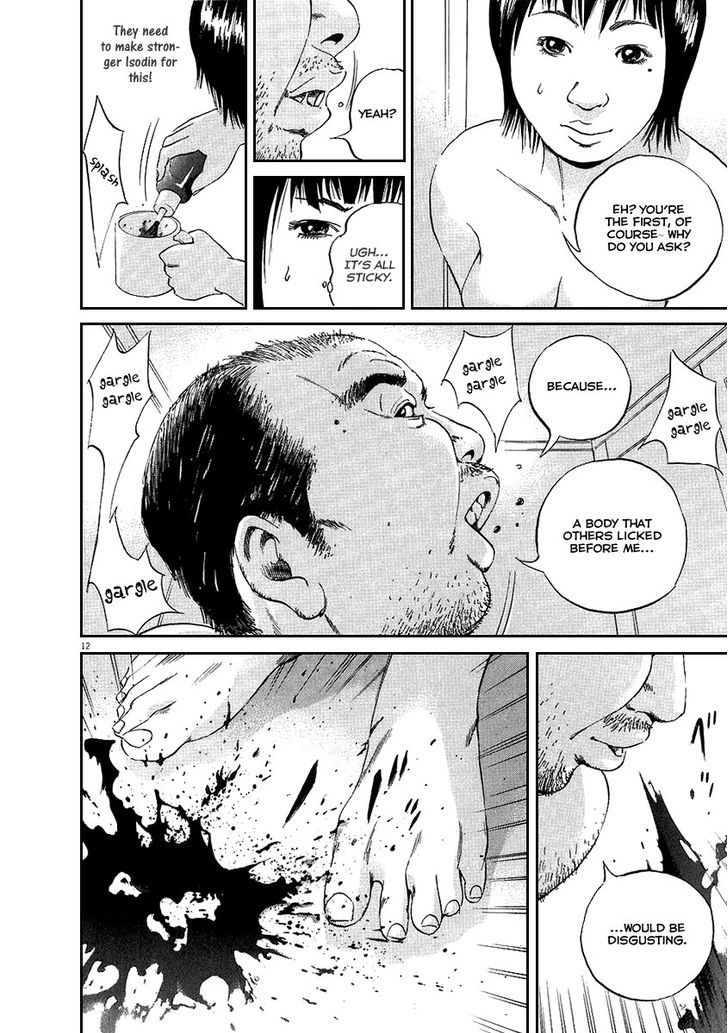 EH? YOU'RE
THE FIRST, OF
COURSE~ WHY
DO YOU ASK?
YEAH?
UGH...
IT'S ALL
STICKY.
They need
to make stron-
ger Isodin for
this!
splash
gargle
gargle
BECAUSE...
gargle
gargle
A BODY THAT
OTHERS LICKED
BEFORE ME...
gargle
gargle
gargle
gargle
12
...WOULD BE
DISGUSTING.